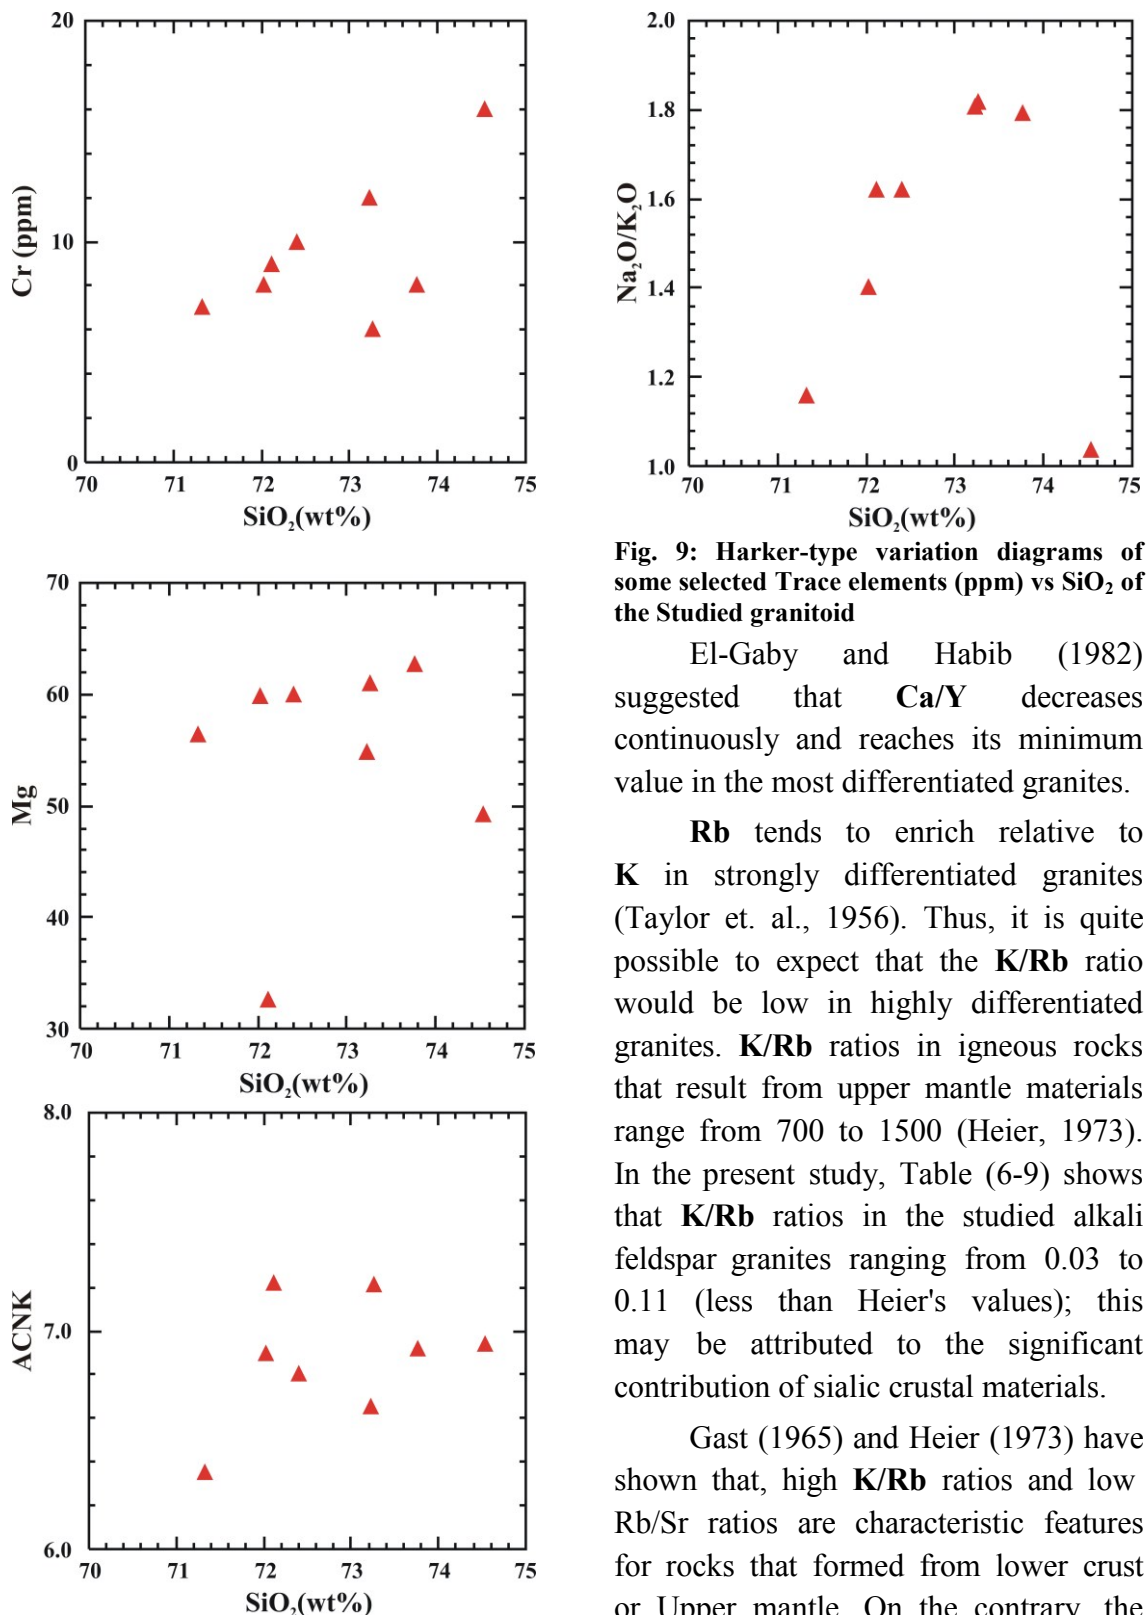 20
10
0
Cr (ppm)
70 71 72 73 74 75
SiO₂(wt%)
70
60
50
40
30
Mg
70 71 72 73 74 75
SiO₂(wt%)
8.0
7.0
6.0
ACNK
70 71 72 73 74 75
SiO₂(wt%)
2.0
1.8
1.6
1.4
1.2
1.0
Na₂O/K₂O
70 71 72 73 74 75
SiO₂(wt%)
Fig. 9: Harker-type variation diagrams of
some selected Trace elements (ppm) vs SiO₂ of
the Studied granitoid
El-Gaby and Habib (1982)
suggested that Ca/Y decreases
continuously and reaches its minimum
value in the most differentiated granites.
Rb tends to enrich relative to
K in strongly differentiated granites
(Taylor et. al., 1956). Thus, it is quite
possible to expect that the K/Rb ratio
would be low in highly differentiated
granites. K/Rb ratios in igneous rocks
that result from upper mantle materials
range from 700 to 1500 (Heier, 1973).
In the present study, Table (6-9) shows
that K/Rb ratios in the studied alkali
feldspar granites ranging from 0.03 to
0.11 (less than Heier's values); this
may be attributed to the significant
contribution of sialic crustal materials.
Gast (1965) and Heier (1973) have
shown that, high K/Rb ratios and low
Rb/Sr ratios are characteristic features
for rocks that formed from lower crust
or Upper mantle. On the contrary, the